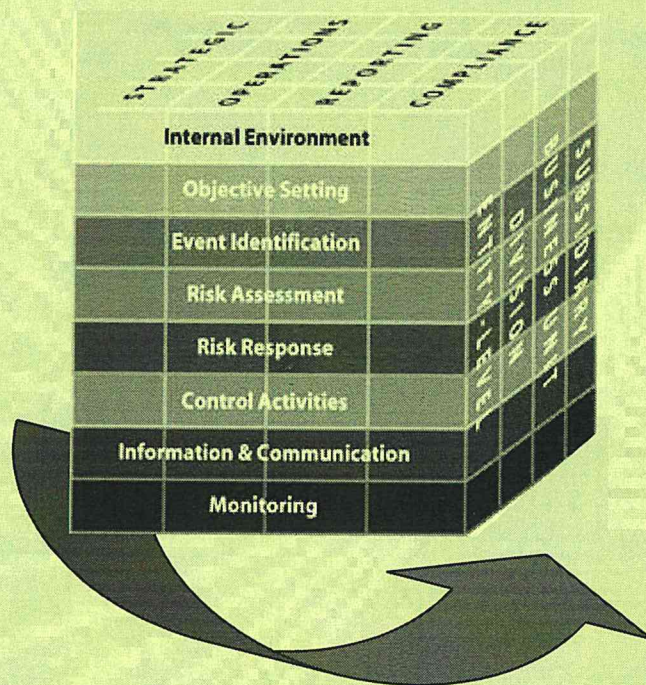 STRATEGIC
OPERATIONS
REPORTING
COMPLIANCE
Internal Environment
Objective Setting
Event Identification
Risk Assessment
Risk Response
Control Activities
Information & Communication
Monitoring
ENTITY-LEVEL
DIVISION
BUSINESS UNIT
SUBSIDIARY